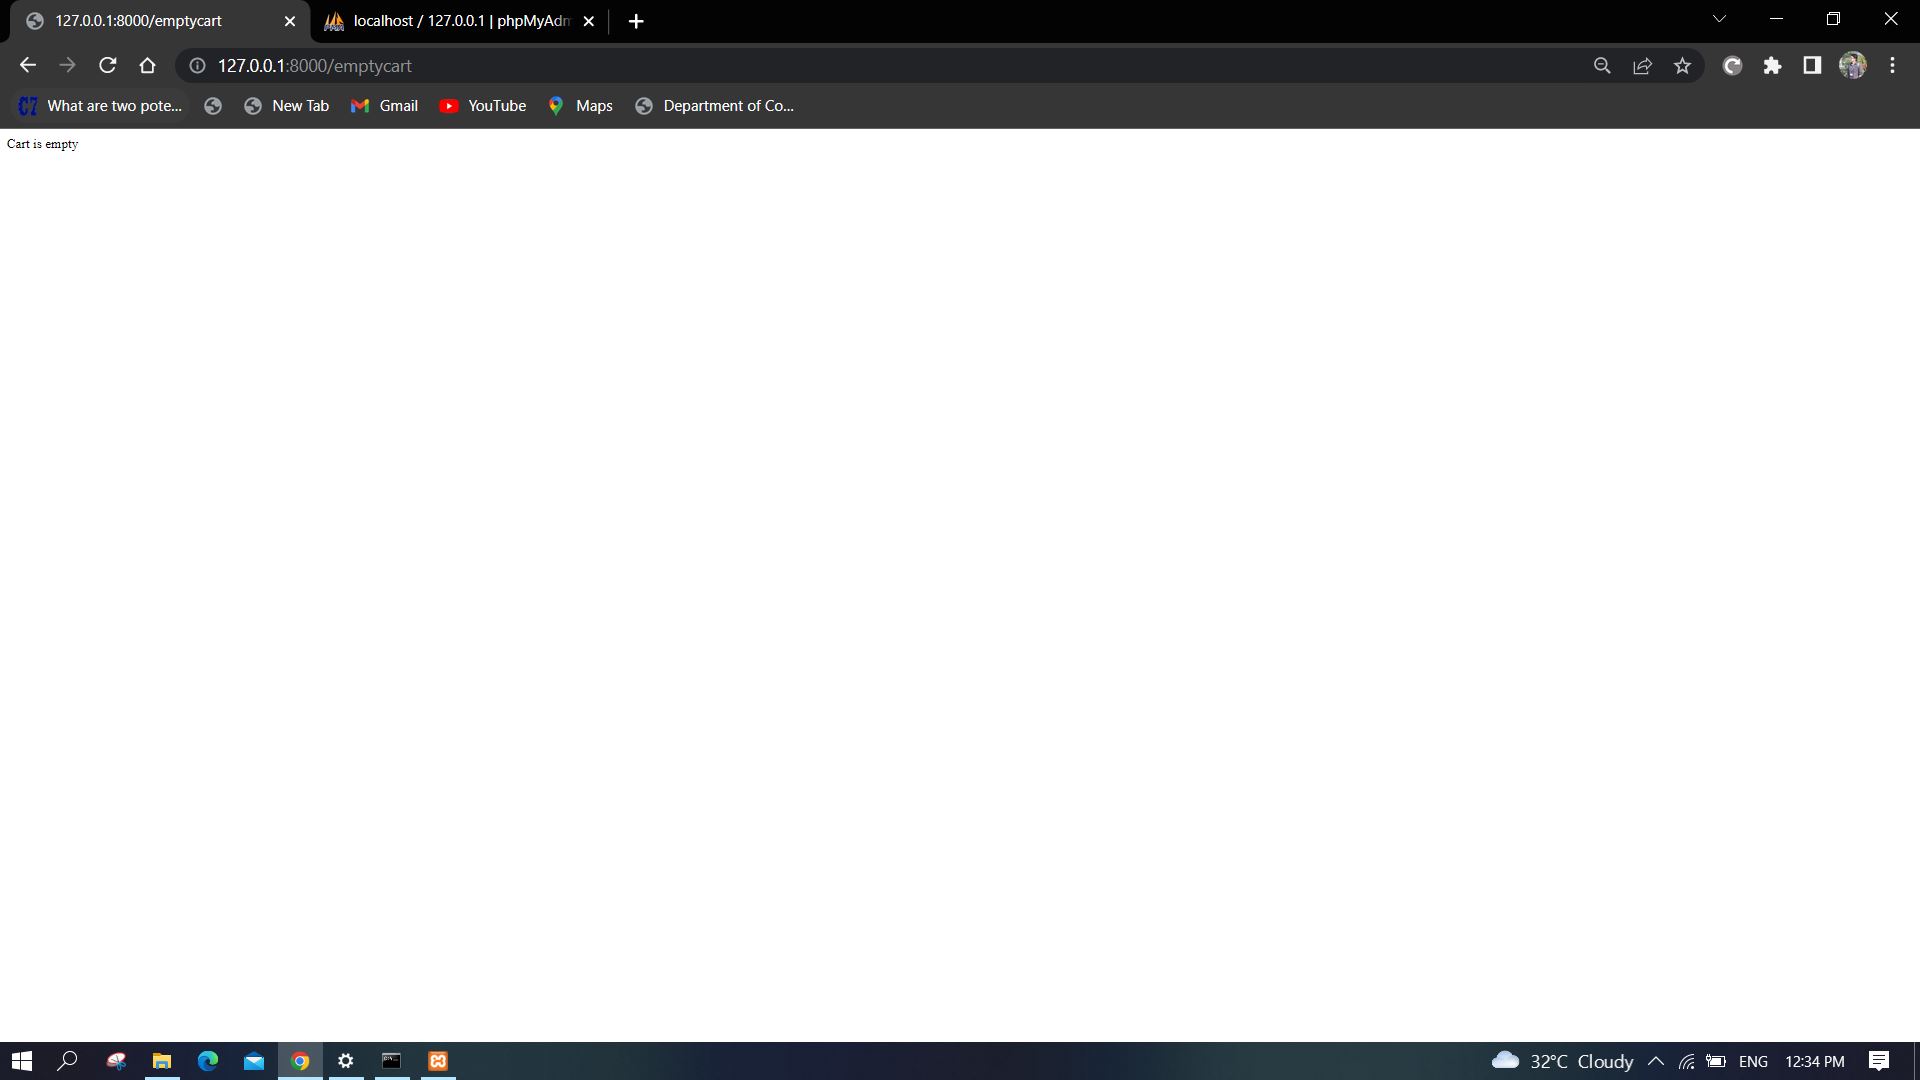 127.0.0.1:8000/emptycart
localhost / 127.0.0.1 | phpMyAdm
127.0.0.1:8000/emptycart
What are two pote...
New Tab
Gmail
YouTube
Maps
Department of Co...
Cart is empty
32°C Cloudy
ENG
12:34 PM